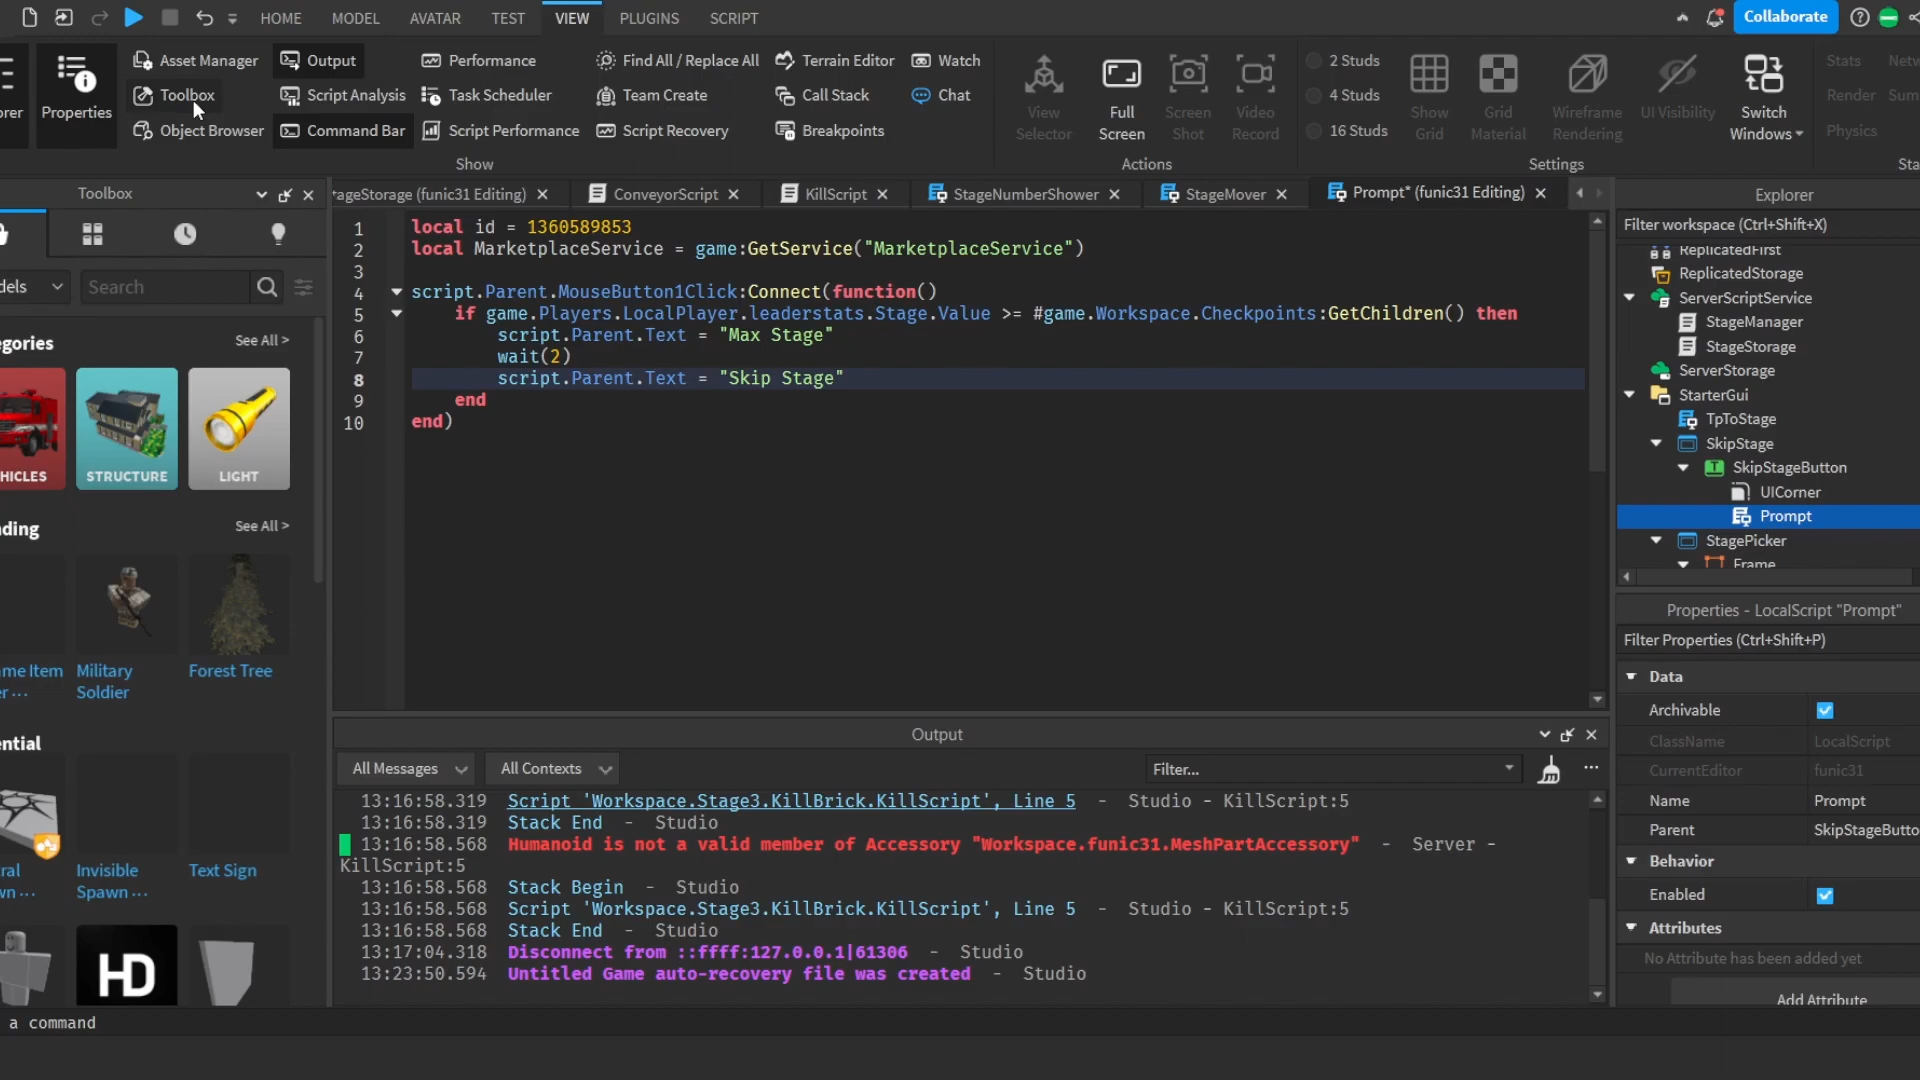 HOME MODEL AVATAR TEST VIEW PLUGINS SCRIPT Collaborate
Asset Manager Output Performance Find All / Replace All Terrain Editor Watch 2 Studs Stats
Properties Toolbox Script Analysis Task Scheduler Team Create Call Stack Chat View Selector Full Screen Screen Shot Video Record 4 Studs Show Grid Grid Material Wireframe Rendering UI Visibility Switch Windows Render
Object Browser Command Bar Script Performance Script Recovery Breakpoints 16 Studs Physics
Show Actions Settings
Toolbox
tageStorage (funic31 Editing) ConveyorScript KillScript StageNumberShower StageMover Prompt* (funic31 Editing)
Explorer
Filter workspace (Ctrl+Shift+X)
dels Search
egories See All >
HICLES STRUCTURE LIGHT
nding See All >
me Item
er ...
Military
Soldier
Forest Tree
ential
ral
wn ...
Invisible
Spawn ...
Text Sign
HD
1 local id = 1360589853
2 local MarketplaceService = game:GetService("MarketplaceService")
3
4 script.Parent.MouseButton1Click:Connect(function()
5 if game.Players.LocalPlayer.leaderstats.Stage.Value >= #game.Workspace.Checkpoints:GetChildren() then
6 script.Parent.Text = "Max Stage"
7 wait(2)
8 script.Parent.Text = "Skip Stage"
9 end
10 end)
ReplicatedFirst
ReplicatedStorage
ServerScriptService
StageManager
StageStorage
ServerStorage
StarterGui
TpToStage
SkipStage
SkipStageButton
UICorner
Prompt
StagePicker
Frame
Output
All Messages All Contexts Filter...
13:16:58.319 Script 'Workspace.Stage3.KillBrick.KillScript', Line 5 - Studio - KillScript:5
13:16:58.319 Stack End - Studio
13:16:58.568 Humanoid is not a valid member of Accessory "Workspace.funic31.MeshPartAccessory" - Server -
KillScript:5
13:16:58.568 Stack Begin - Studio
13:16:58.568 Script 'Workspace.Stage3.KillBrick.KillScript', Line 5 - Studio - KillScript:5
13:16:58.568 Stack End - Studio
13:17:04.318 Disconnect from ::ffff:127.0.0.1|61306 - Studio
13:23:50.594 Untitled Game auto-recovery file was created - Studio
Properties - LocalScript "Prompt"
Filter Properties (Ctrl+Shift+P)
Data
Archivable
ClassName LocalScript
CurrentEditor funic31
Name Prompt
Parent SkipStageButto
Behavior
Enabled
Attributes
No Attribute has been added yet
Add Attribute
a command